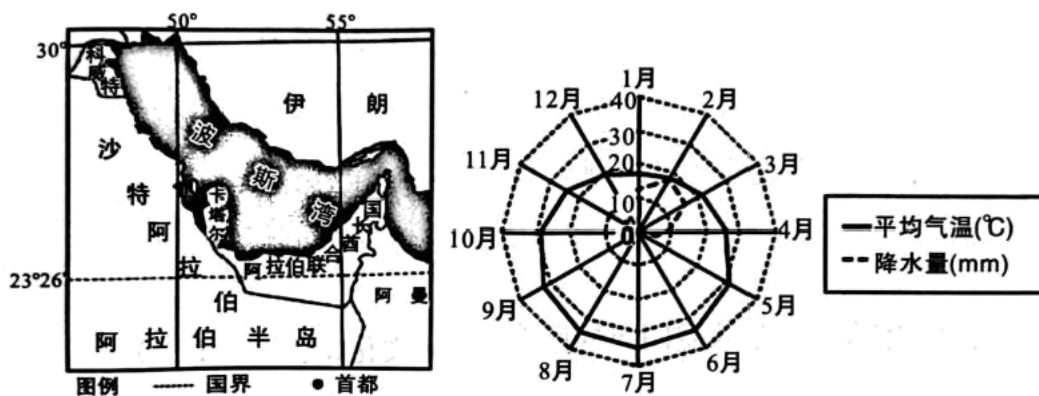 50° 55°
30°
科威特
伊朗
波斯湾
沙特阿拉伯
卡塔尔
阿拉伯联合酋长国
23°26′
阿曼
阿拉伯半岛
图例 国界 首都
1月
2月
3月
4月
5月
6月
7月
8月
9月
10月
11月
12月
40
30
20
10
0
平均气温(℃)
降水量(mm)